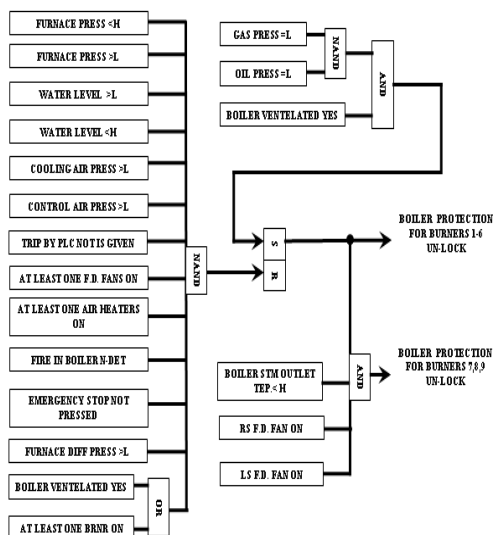 FURNACE PRESS <H
FURNACE PRESS >L
WATER LEVEL >L
WATER LEVEL <H
COOLING AIR PRESS >L
CONTROL AIR PRESS >L
TRIP BY PLC NOT IS GIVEN
AT LEAST ONE F.D. FANS ON
AT LEAST ONE AIR HEATERS
ON
FIRE IN BOILER N-DET
EMERGENCY STOP NOT
PRESSED
FURNACE DIFF PRESS >L
BOILER VENTELATED YES
AT LEAST ONE BRNR ON
OR
NAND
GAS PRESS =L
OIL PRESS =L
NAND
BOILER VENTELATED YES
AND
S
R
BOILER PROTECTION
FOR BURNERS 1-6
UN-LOCK
BOILER STM OUTLET
TEP.< H
RS F.D. FAN ON
LS F.D. FAN ON
AND
BOILER PROTECTION
FOR BURNERS 7,8,9
UN-LOCK